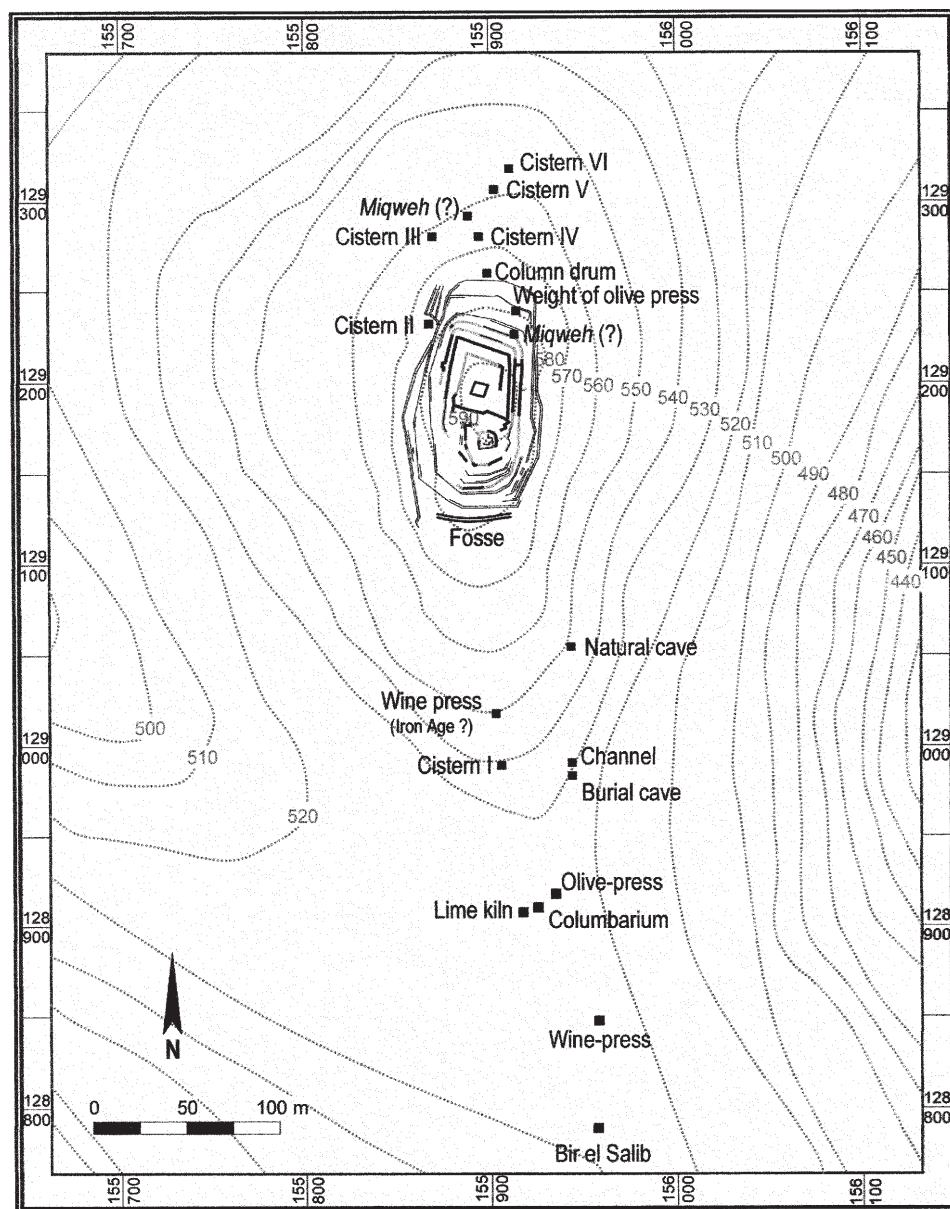 155
700
155
800
155
900
156
000
156
100
129
300
129
200
129
100
129
000
128
900
128
800
Cistern VI
Cistern V
Miqweh (?)
Cistern III
Cistern IV
Column drum
Weight of olive press
Cistern II
Miqweh (?)
580
570
560
550
540
530
520
510
500
490
480
470
460
450
440
590
Fosse
Natural cave
Wine press
(Iron Age ?)
Cistern I
Channel
Burial cave
500
510
520
Olive-press
Lime kiln
Columbarium
Wine-press
Bir el Salib
N
0 50 100 m
129
300
129
200
129
100
129
000
128
900
128
800
155
700
155
800
155
900
156
000
156
100